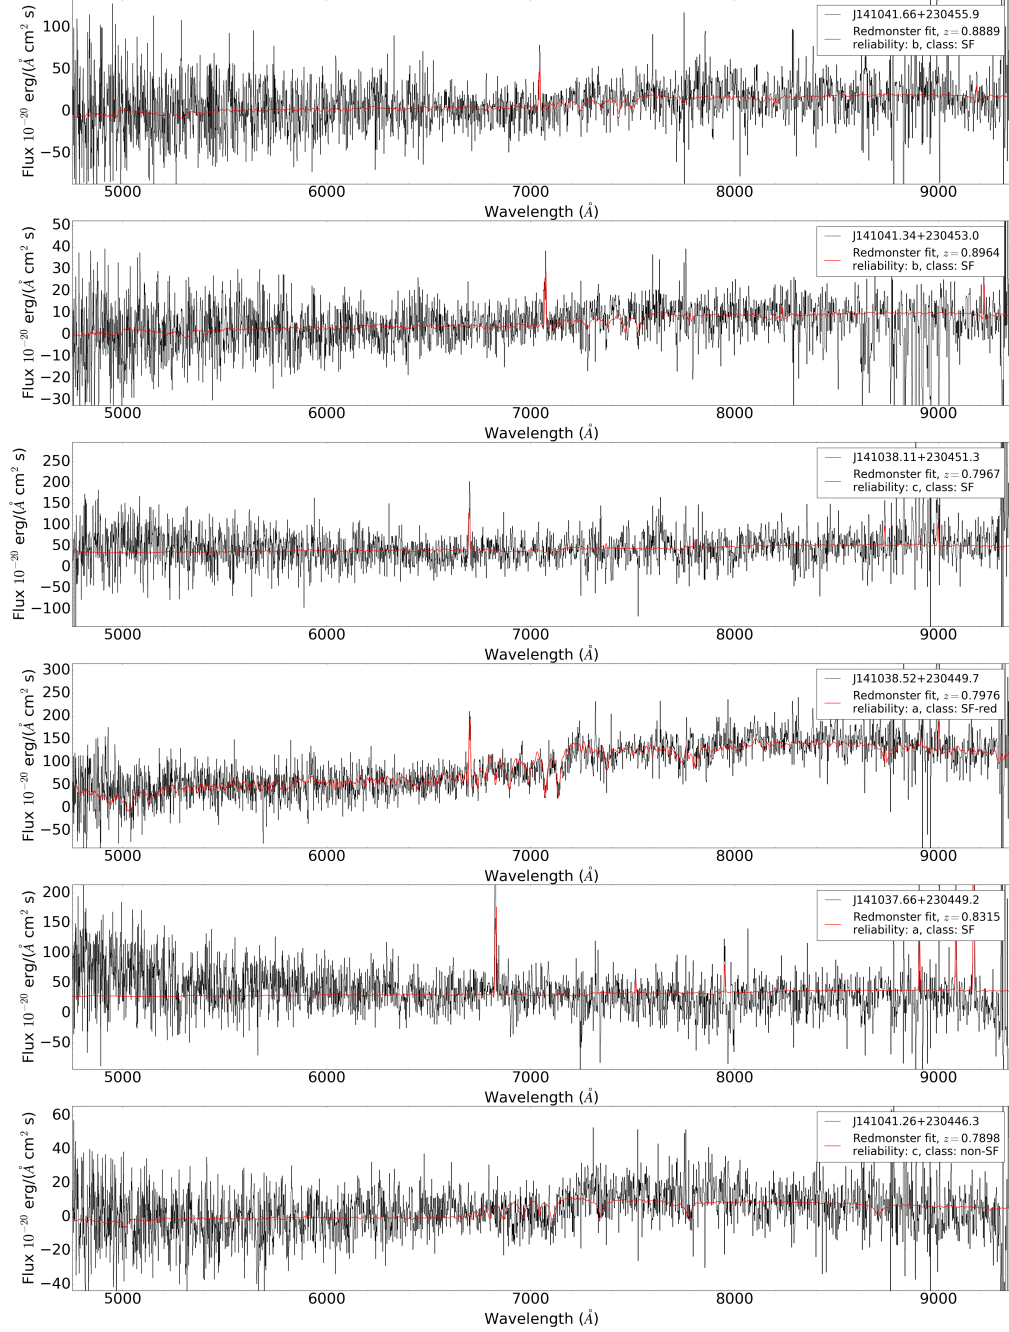 J141041.66+230455.9
Redmonster fit, z=0.8889
reliability: b, class: SF
100
50
0
−50
Flux 10⁻²⁰ erg/(Å cm² s)
5000 6000 7000 8000 9000
Wavelength (Å)
J141041.34+230453.0
Redmonster fit, z=0.8964
reliability: b, class: SF
50
40
30
20
10
0
−10
−20
−30
Flux 10⁻²⁰ erg/(Å cm² s)
5000 6000 7000 8000 9000
Wavelength (Å)
J141038.11+230451.3
Redmonster fit, z=0.7967
reliability: c, class: SF
250
200
150
100
50
0
−50
−100
Flux 10⁻²⁰ erg/(Å cm² s)
5000 6000 7000 8000 9000
Wavelength (Å)
J141038.52+230449.7
Redmonster fit, z=0.7976
reliability: a, class: SF-red
300
250
200
150
100
50
0
−50
Flux 10⁻²⁰ erg/(Å cm² s)
5000 6000 7000 8000 9000
Wavelength (Å)
J141037.66+230449.2
Redmonster fit, z=0.8315
reliability: a, class: SF
200
150
100
50
0
−50
Flux 10⁻²⁰ erg/(Å cm² s)
5000 6000 7000 8000 9000
Wavelength (Å)
J141041.26+230446.3
Redmonster fit, z=0.7898
reliability: c, class: non-SF
60
40
20
0
−20
−40
Flux 10⁻²⁰ erg/(Å cm² s)
5000 6000 7000 8000 9000
Wavelength (Å)